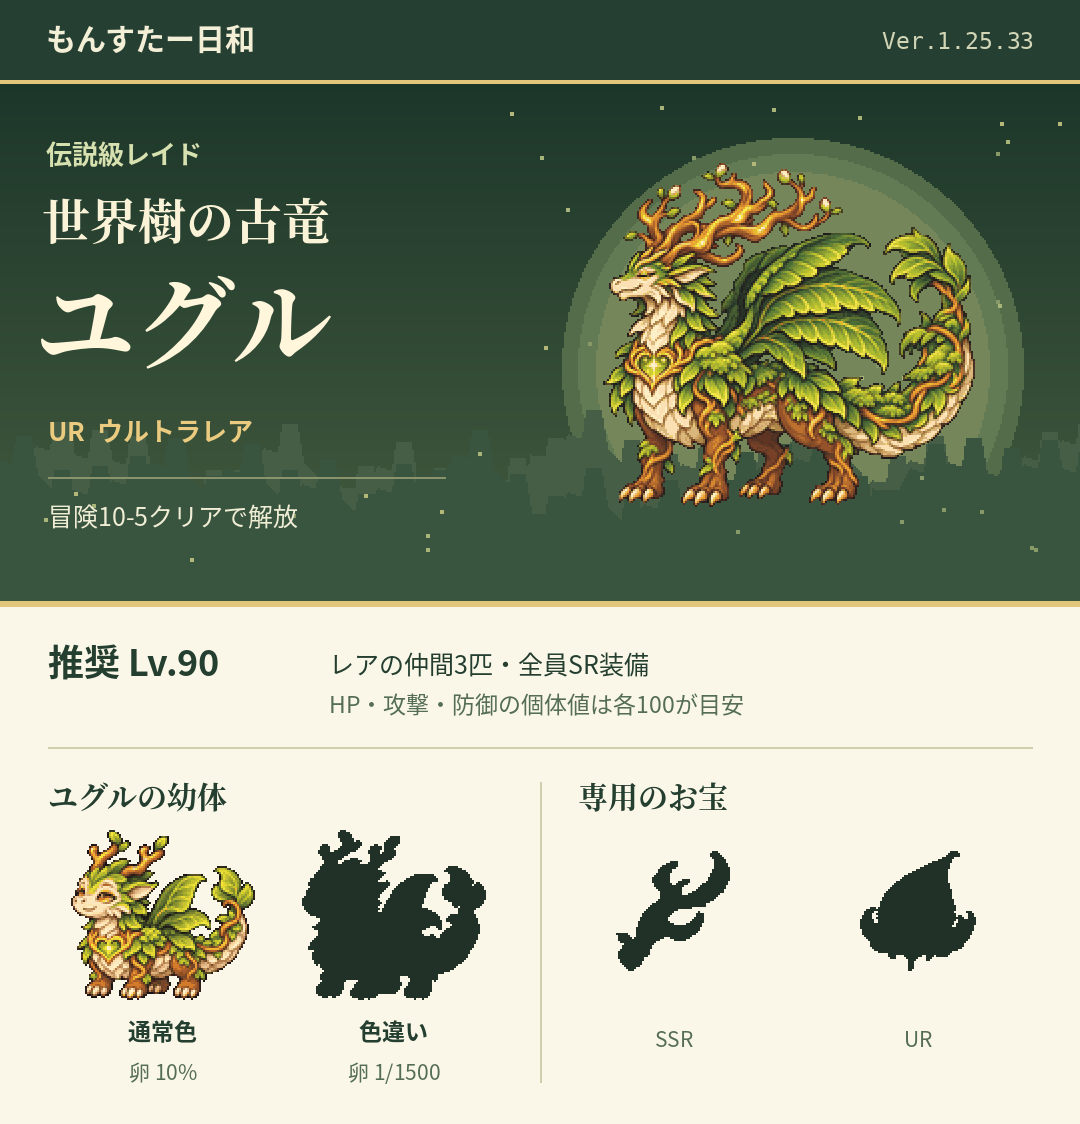 もんすたー日和
Ver.1.25.33
伝説級レイド
世界樹の古竜
ユグル
UR ウルトラレア
冒険10-5クリアで解放
推奨 Lv.90
レアの仲間3匹・全員SR装備
HP・攻撃・防御の個体値は各100が目安
ユグルの幼体
専用のお宝
通常色
色違い
卵 10%
卵 1/1500
SSR
UR